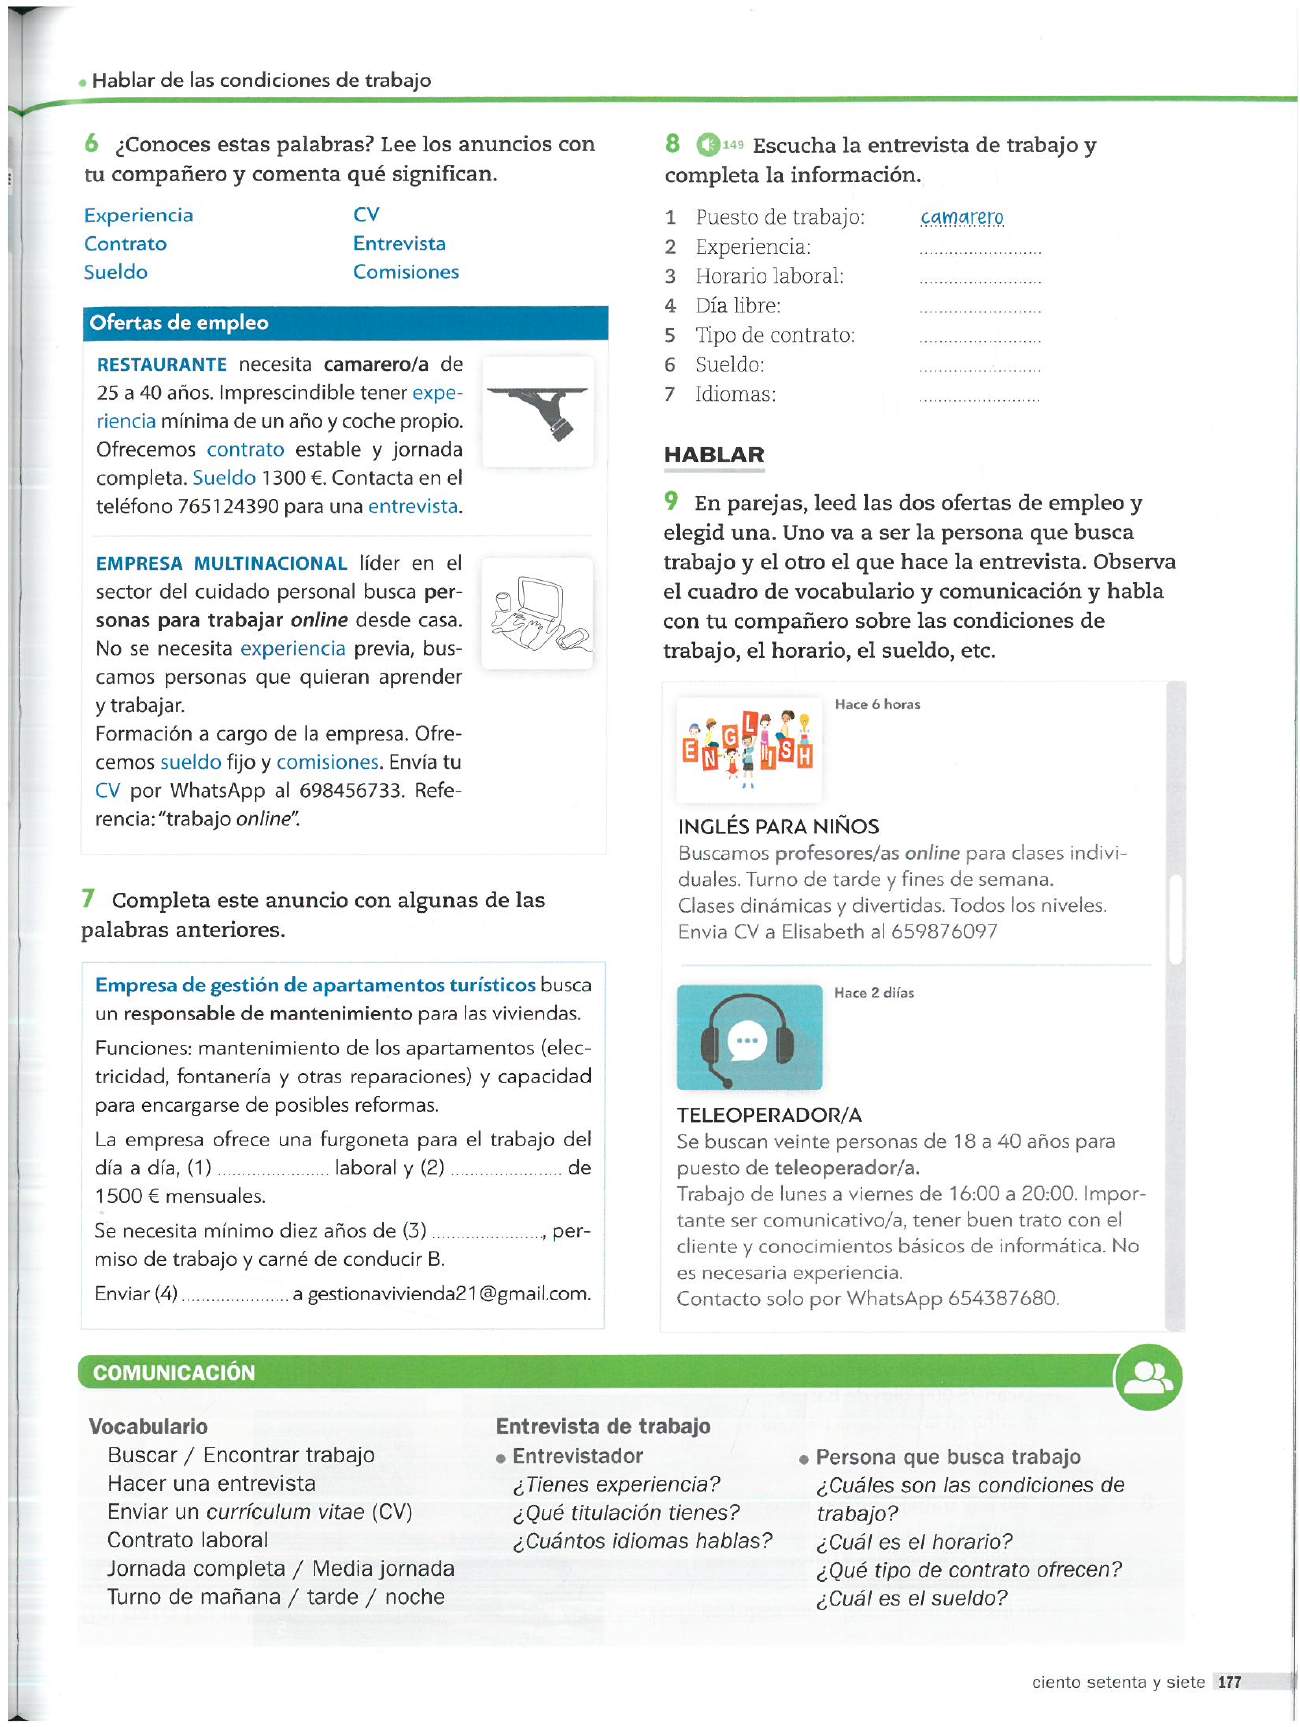 • Hablar de las condiciones de trabajo
6 ¿Conoces estas palabras? Lee los anuncios con
tu compañero y comenta qué significan.
Experiencia
Contrato
Sueldo
CV
Entrevista
Comisiones
Ofertas de empleo
RESTAURANTE necesita camarero/a de
25 a 40 años. Imprescindible tener expe-
riencia mínima de un año y coche propio.
Ofrecemos contrato estable y jornada
completa. Sueldo 1300 €. Contacta en el
teléfono 765124390 para una entrevista.
EMPRESA MULTINACIONAL líder en el
sector del cuidado personal busca per-
sonas para trabajar online desde casa.
No se necesita experiencia previa, bus-
camos personas que quieran aprender
y trabajar.
Formación a cargo de la empresa. Ofre-
cemos sueldo fijo y comisiones. Envía tu
CV por WhatsApp al 698456733. Refe-
rencia: "trabajo online".
7 Completa este anuncio con algunas de las
palabras anteriores.
Empresa de gestión de apartamentos turísticos busca
un responsable de mantenimiento para las viviendas.
Funciones: mantenimiento de los apartamentos (elec-
tricidad, fontanería y otras reparaciones) y capacidad
para encargarse de posibles reformas.
La empresa ofrece una furgoneta para el trabajo del
día a día, (1) ...................... laboral y (2) ...................... de
1500 € mensuales.
Se necesita mínimo diez años de (3) ......................, per-
miso de trabajo y carné de conducir B.
Enviar (4) ...................... a gestionavivienda21@gmail.com.
8 149 Escucha la entrevista de trabajo y
completa la información.
1 Puesto de trabajo: camarero
2 Experiencia: .........................
3 Horario laboral: .........................
4 Día libre: .........................
5 Tipo de contrato: .........................
6 Sueldo: .........................
7 Idiomas: .........................
HABLAR
9 En parejas, leed las dos ofertas de empleo y
elegid una. Uno va a ser la persona que busca
trabajo y el otro el que hace la entrevista. Observa
el cuadro de vocabulario y comunicación y habla
con tu compañero sobre las condiciones de
trabajo, el horario, el sueldo, etc.
ENGLISH
Hace 6 horas
INGLÉS PARA NIÑOS
Buscamos profesores/as online para clases indivi-
duales. Turno de tarde y fines de semana.
Clases dinámicas y divertidas. Todos los niveles.
Envia CV a Elisabeth al 659876097
Hace 2 diías
TELEOPERADOR/A
Se buscan veinte personas de 18 a 40 años para
puesto de teleoperador/a.
Trabajo de lunes a viernes de 16:00 a 20:00. Impor-
tante ser comunicativo/a, tener buen trato con el
cliente y conocimientos básicos de informática. No
es necesaria experiencia.
Contacto solo por WhatsApp 654387680.
COMUNICACIÓN
Vocabulario
Buscar / Encontrar trabajo
Hacer una entrevista
Enviar un currículum vitae (CV)
Contrato laboral
Jornada completa / Media jornada
Turno de mañana / tarde / noche
Entrevista de trabajo
• Entrevistador
¿Tienes experiencia?
¿Qué titulación tienes?
¿Cuántos idiomas hablas?
• Persona que busca trabajo
¿Cuáles son las condiciones de
trabajo?
¿Cuál es el horario?
¿Qué tipo de contrato ofrecen?
¿Cuál es el sueldo?
ciento setenta y siete 177